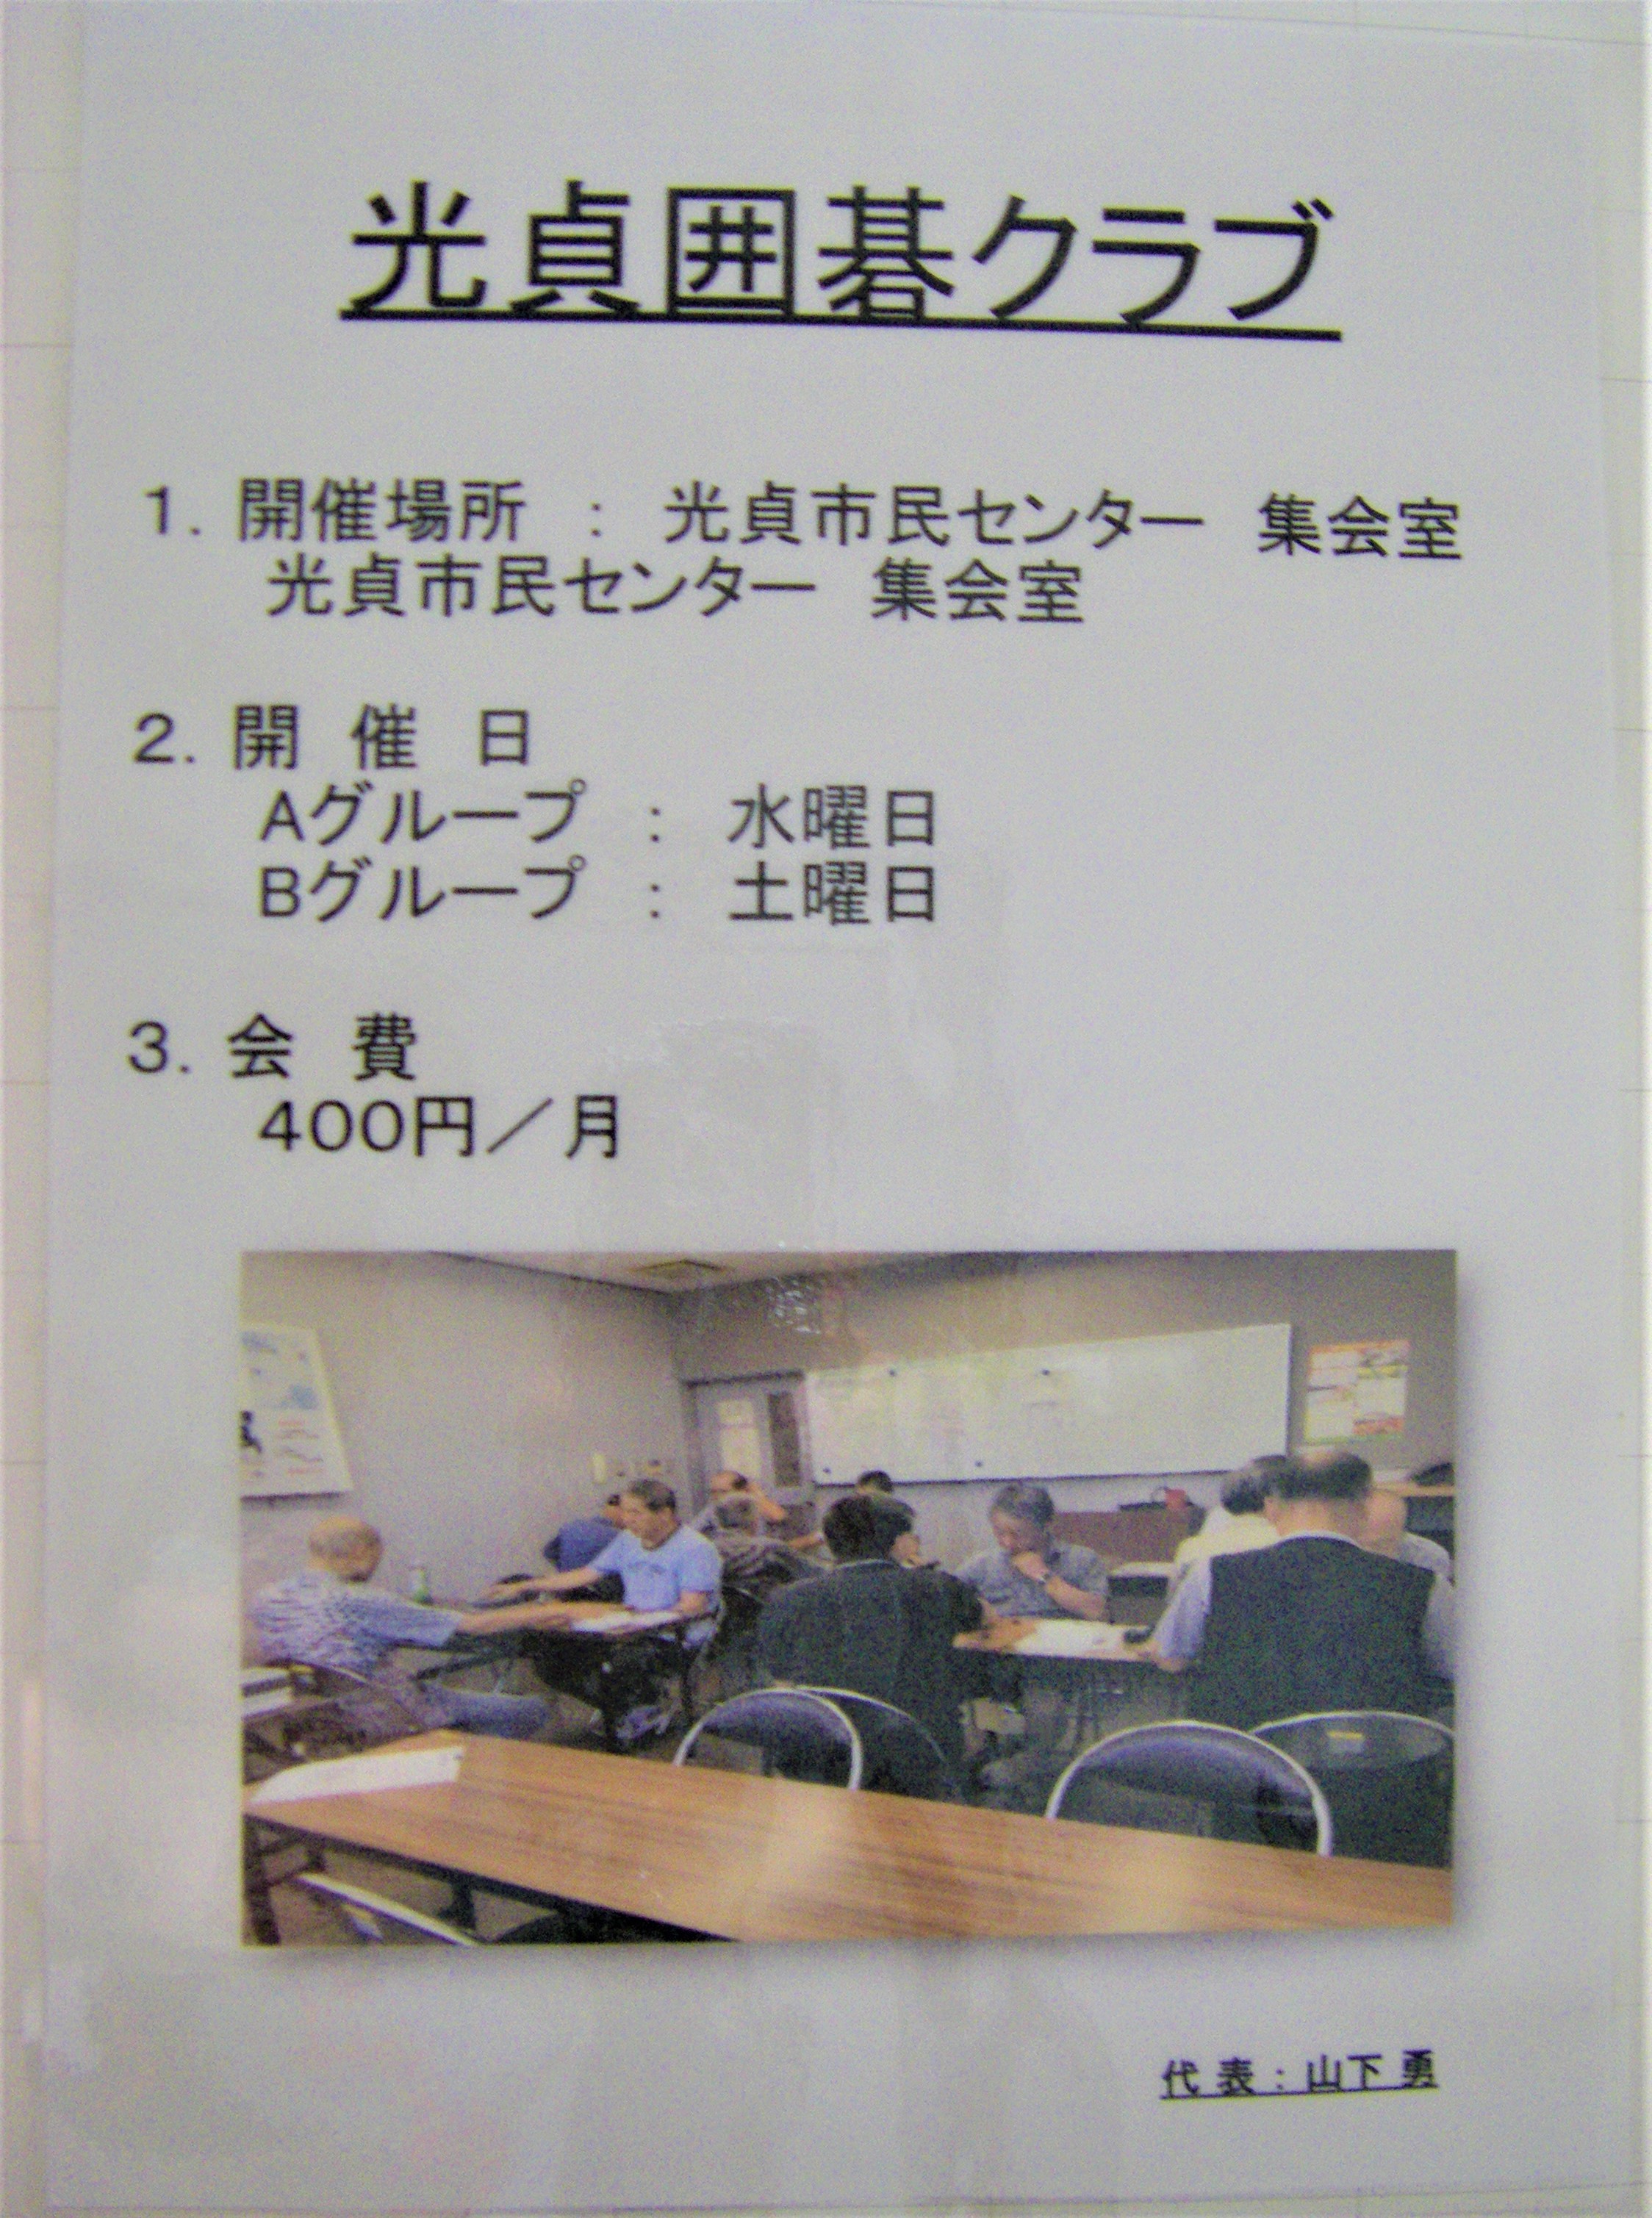 光貞囲碁クラブ
1. 開催場所 : 光貞市民センター 集会室
光貞市民センター 集会室
2. 開 催 日
Aグループ : 水曜日
Bグループ : 土曜日
3. 会 費
400円／月
代 表 : 山下 勇